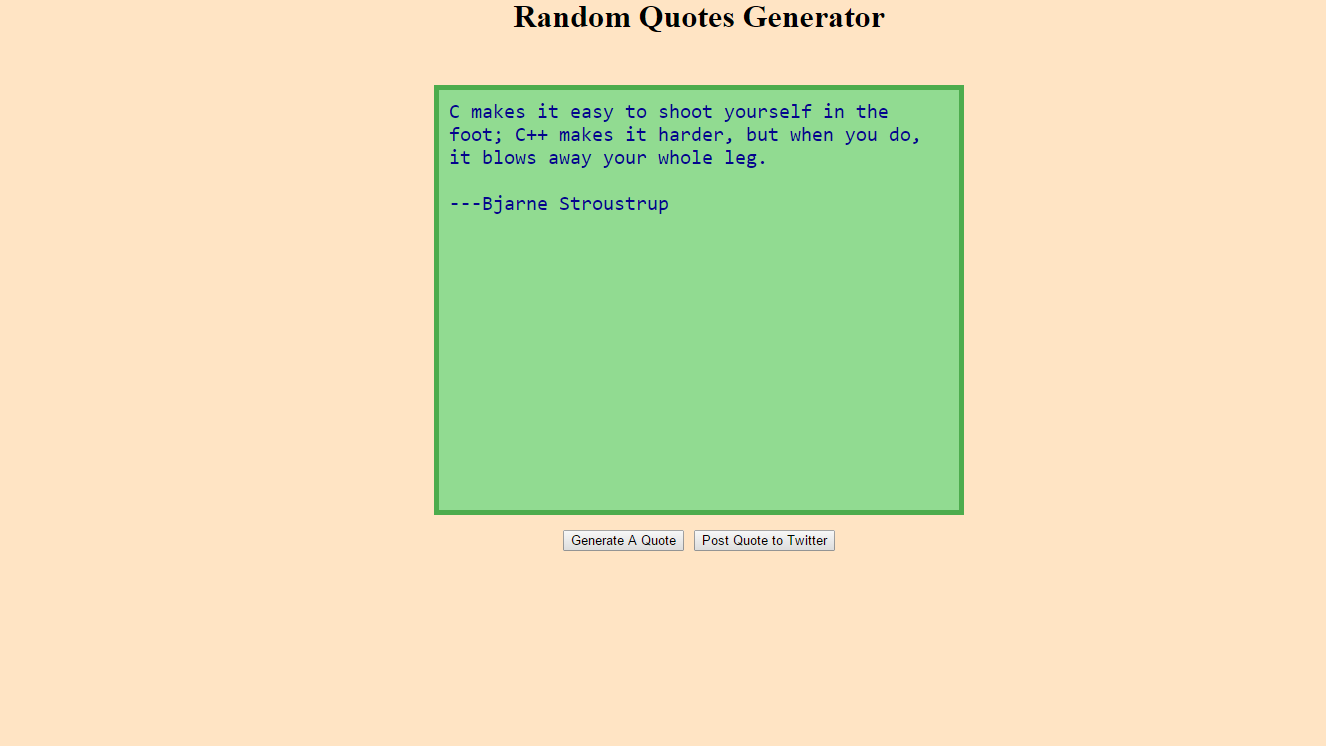 Random Quotes Generator
C makes it easy to shoot yourself in the
foot; C++ makes it harder, but when you do,
it blows away your whole leg.
---Bjarne Stroustrup
Generate A Quote
Post Quote to Twitter